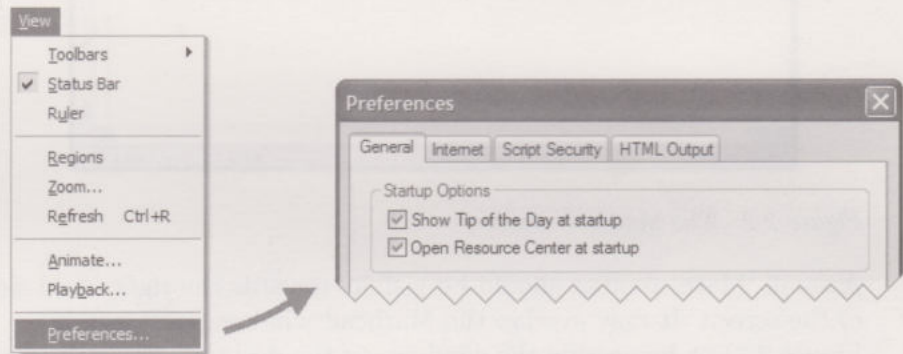 View
Toolbars
Status Bar
Ruler
Regions
Zoom...
Refresh Ctrl+R
Animate...
Playback...
Preferences...
Preferences
General Internet Script Security HTML Output
Startup Options
Show Tip of the Day at startup
Open Resource Center at startup